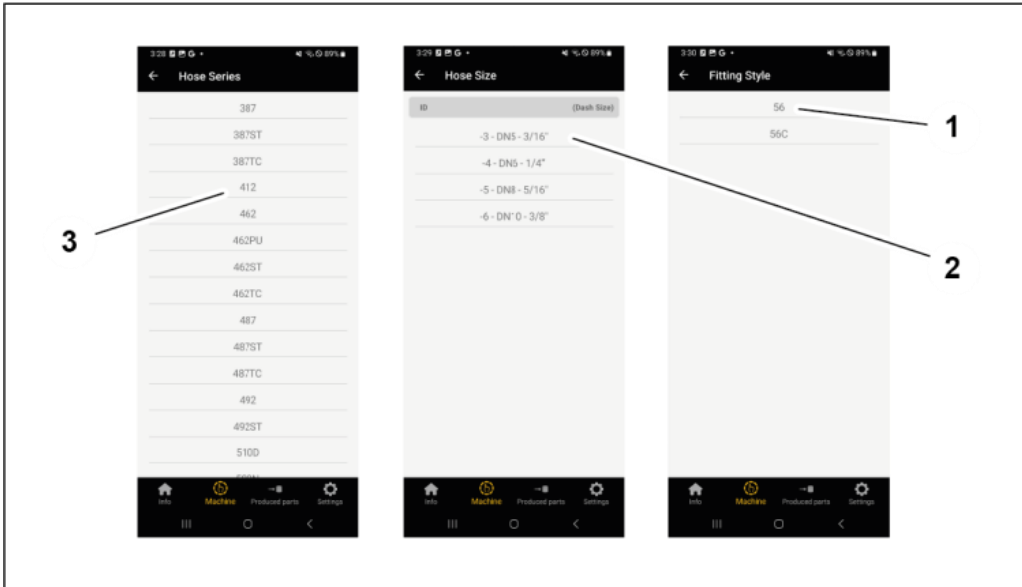 3:28
89%
Hose Series
387
387ST
387TC
412
462
462PU
462ST
462TC
487
487ST
487TC
492
492ST
510D
Info
Machine
Produced parts
Settings
3
3:29
89%
Hose Size
ID (Dash Size)
-3 - DN5 - 3/16"
-4 - DN6 - 1/4"
-5 - DN8 - 5/16"
-6 - DN10 - 3/8"
Info
Machine
Produced parts
Settings
2
3:30
89%
Fitting Style
56
56C
Info
Machine
Produced parts
Settings
1